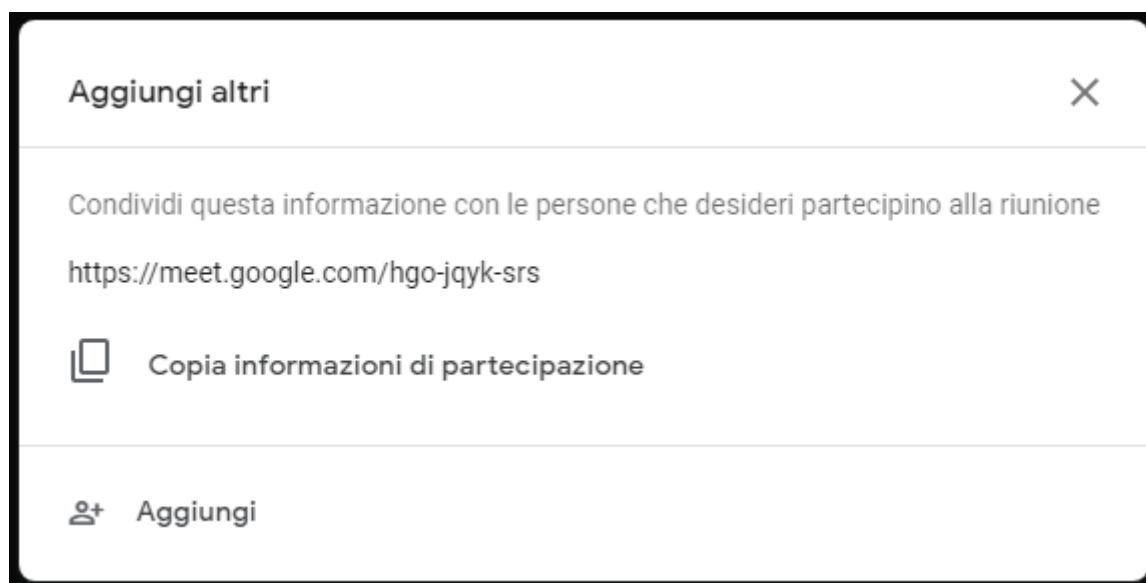 Aggiungi altri
Condividi questa informazione con le persone che desideri partecipino alla riunione
https://meet.google.com/hgo-jqyk-srs
Copia informazioni di partecipazione
Aggiungi